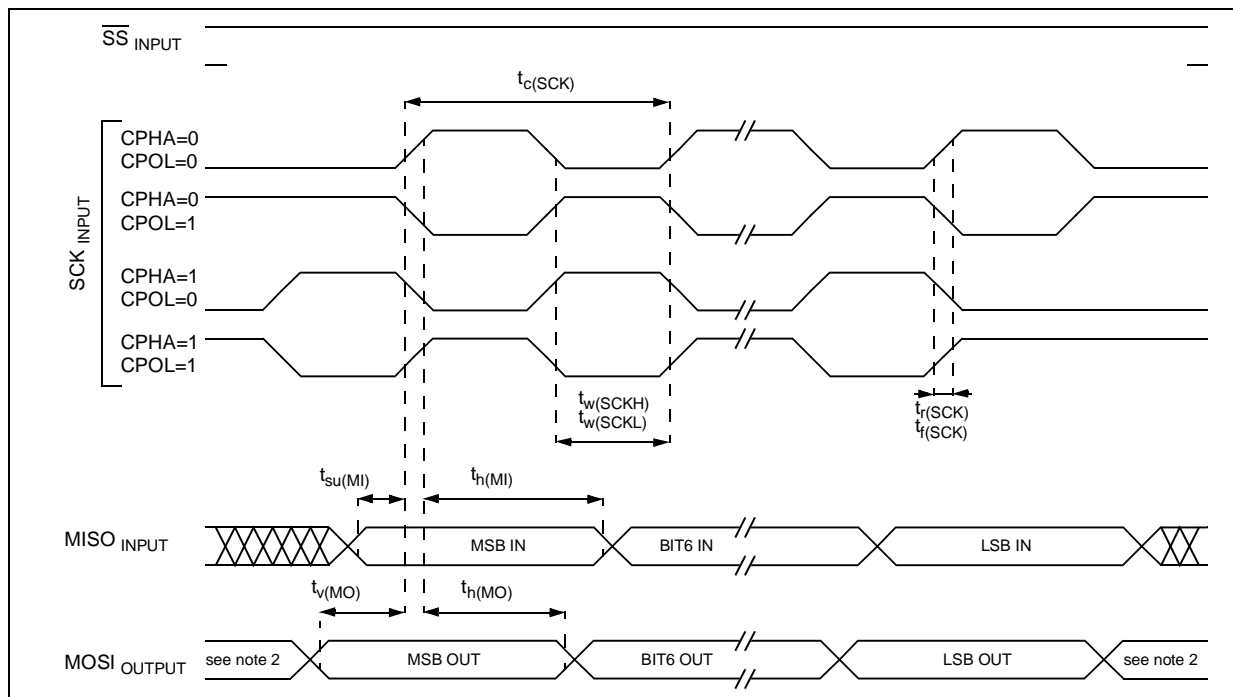 SS INPUT
tc(SCK)
SCK INPUT
CPHA=0
CPOL=0
CPHA=0
CPOL=1
CPHA=1
CPOL=0
CPHA=1
CPOL=1
tw(SCKH)
tw(SCKL)
tr(SCK)
tf(SCK)
tsu(MI)
th(MI)
MISO INPUT
MSB IN
BIT6 IN
LSB IN
tv(MO)
th(MO)
MOSI OUTPUT
see note 2
MSB OUT
BIT6 OUT
LSB OUT
see note 2